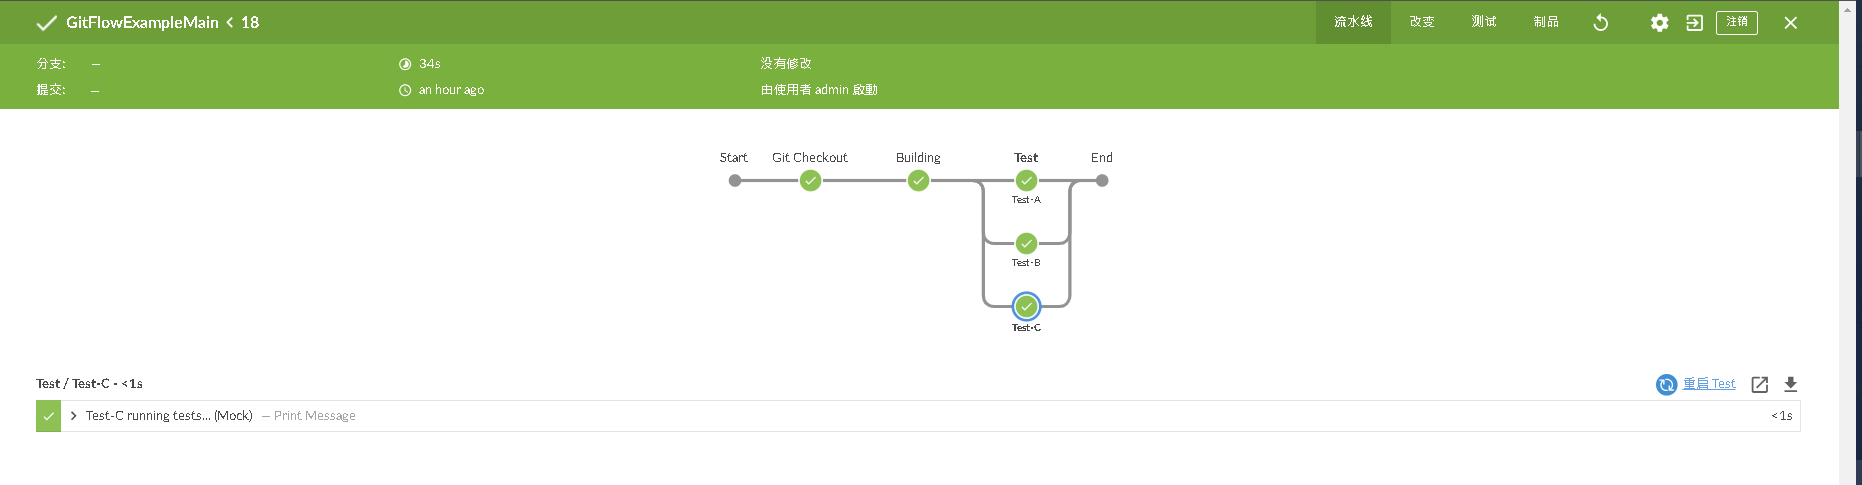 GitFlowExampleMain < 18
流水线 改变 测试 制品 注销
分支: —
34s
没有修改
提交: —
an hour ago
由使用者 admin 啟動
Start Git Checkout Building Test End
Test-A
Test-B
Test-C
Test / Test-C - <1s
重启 Test
Test-C running tests... (Mock) — Print Message <1s